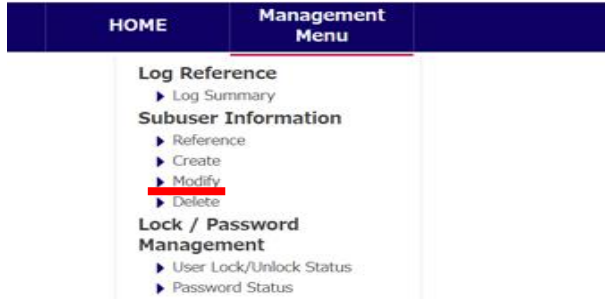 HOME
Management
Menu
Log Reference
Log Summary
Subuser Information
Reference
Create
Modify
Delete
Lock / Password
Management
User Lock/Unlock Status
Password Status